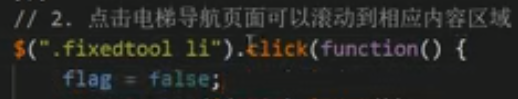 // 2. 点击电梯导航页面可以滚动到相应内容区域
$(".fixedtool li").click(function() {
flag = false;